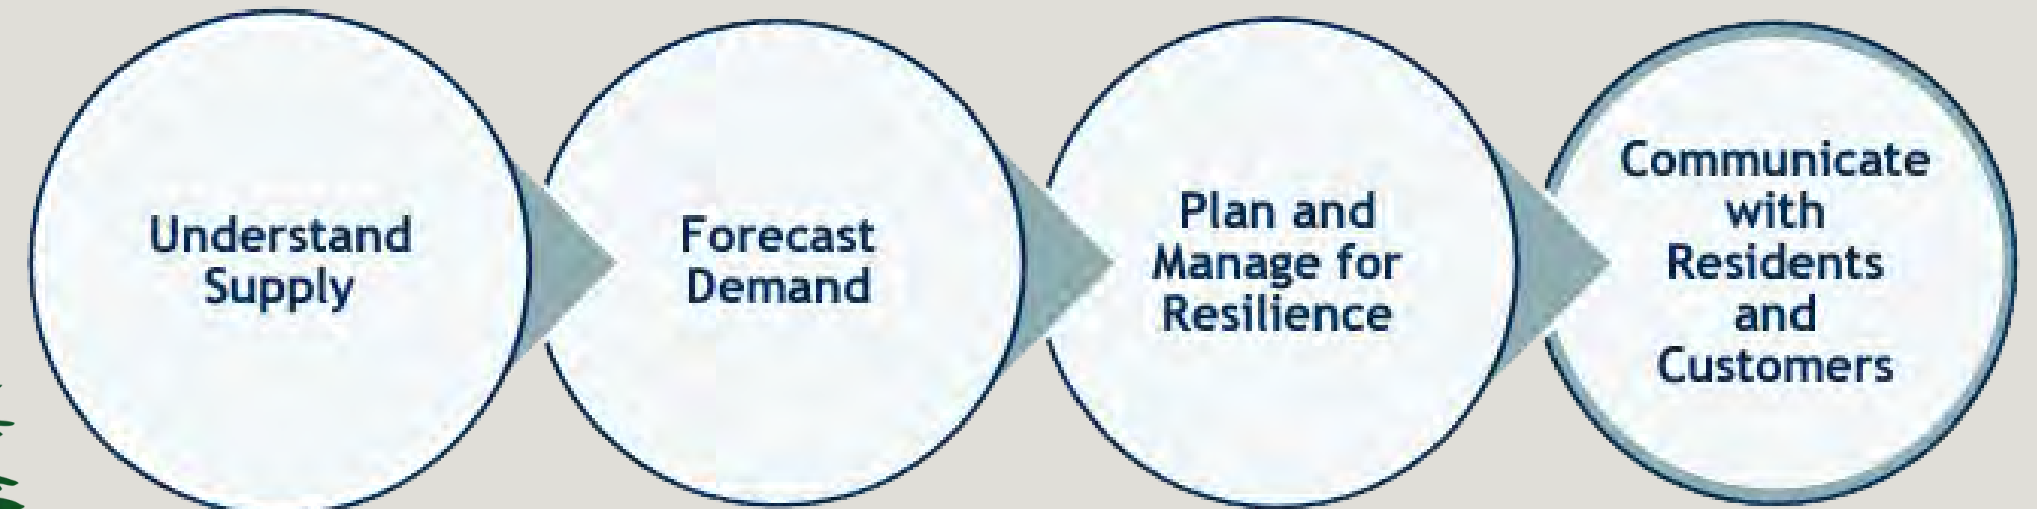 Understand
Supply
Forecast
Demand
Plan and
Manage for
Resilience
Communicate
with
Residents
and
Customers